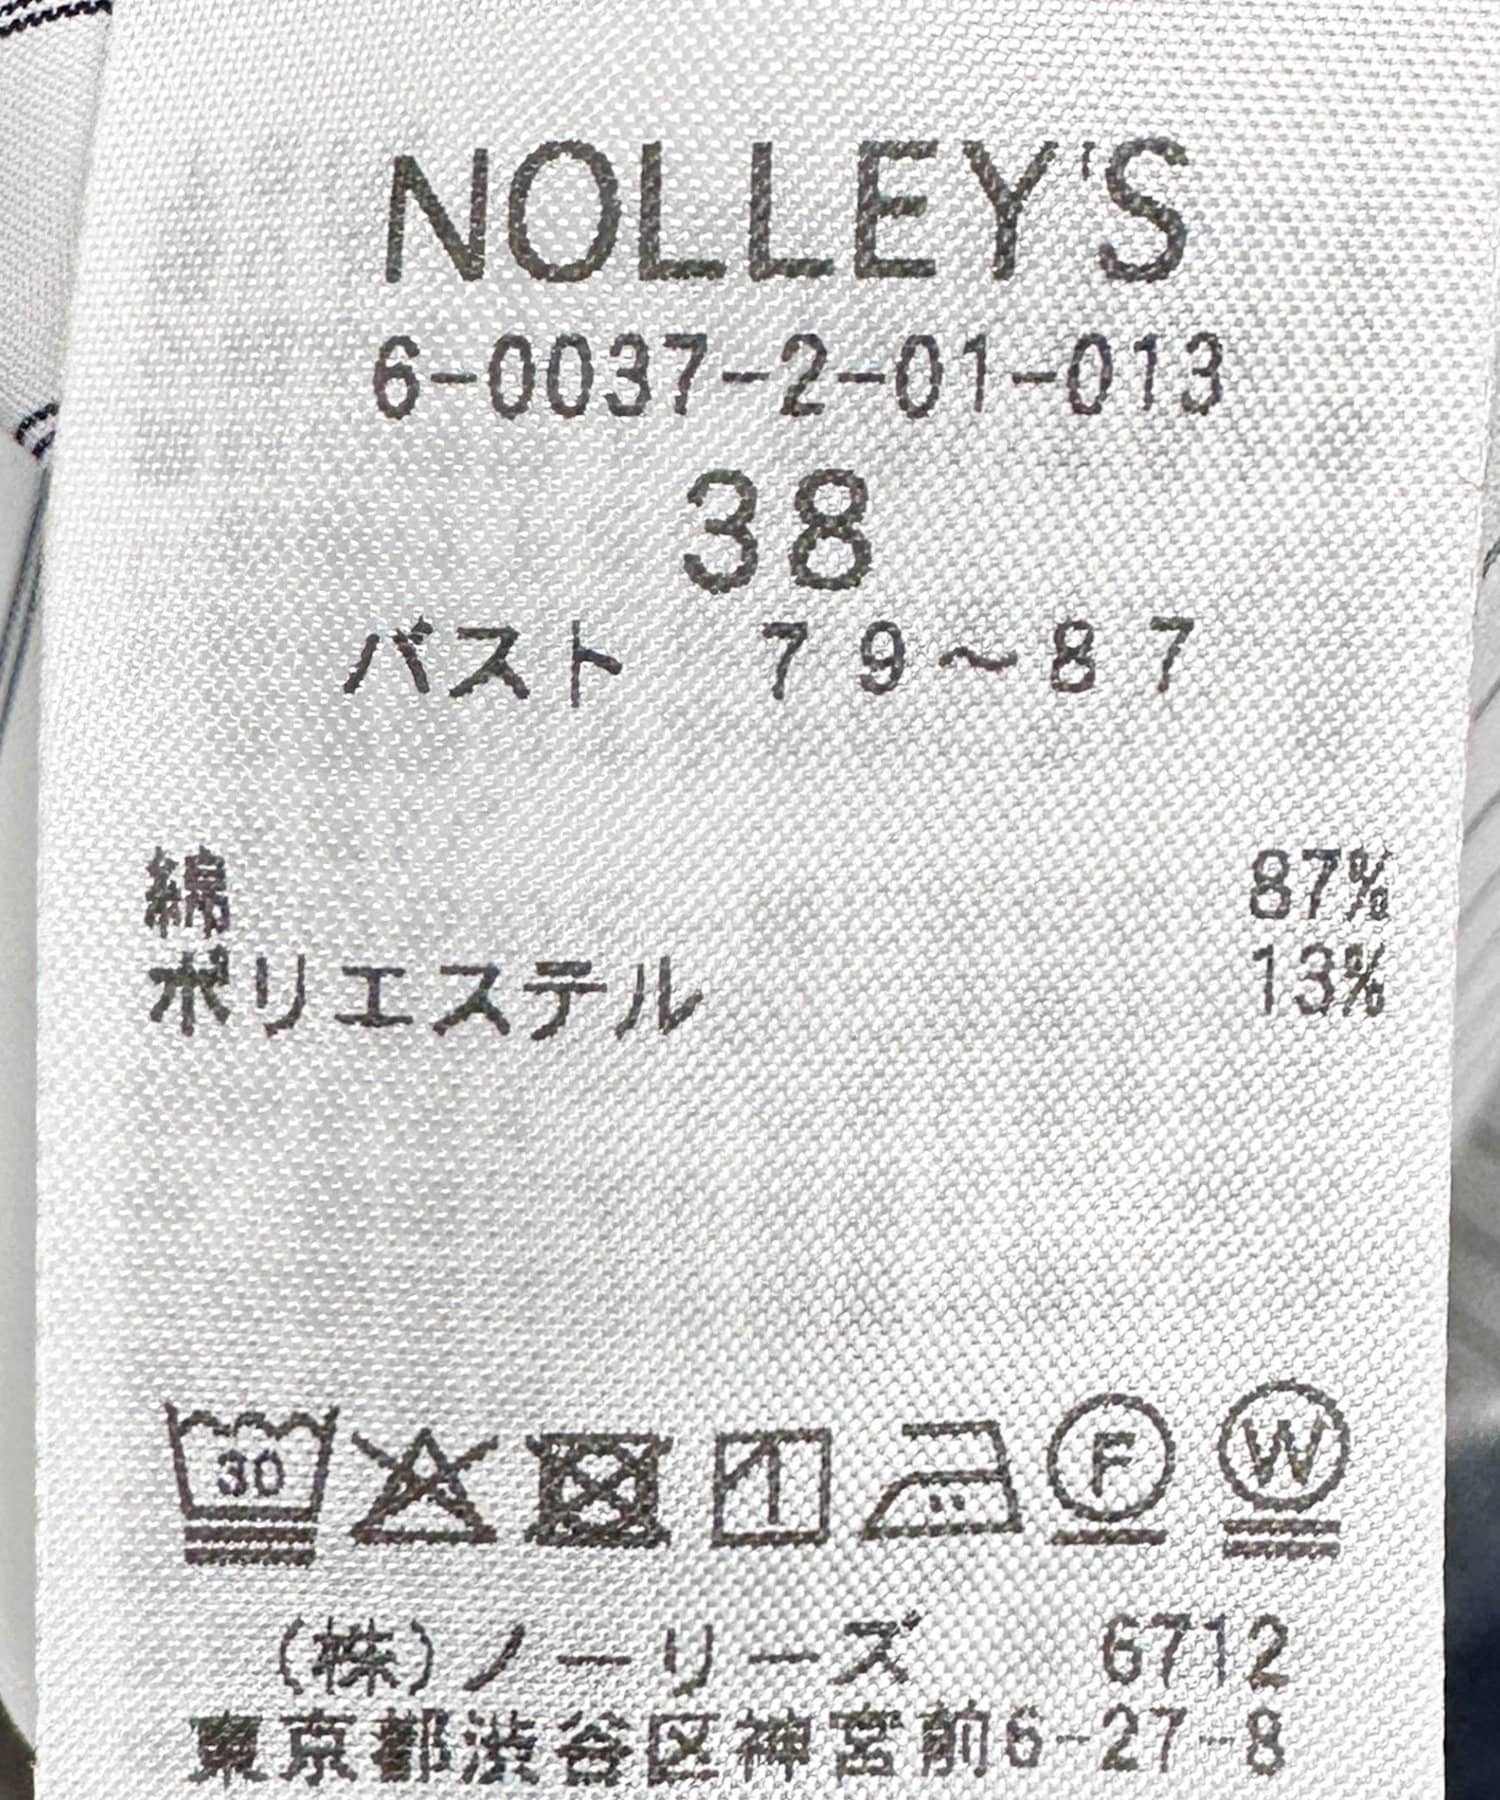 NOLLEY'S
6-0037-2-01-013
38
バスト 79～87
綿 87%
ポリエステル 13%
30
F W
(株)ノーリーズ 6712
東京都渋谷区神宮前6-27-8